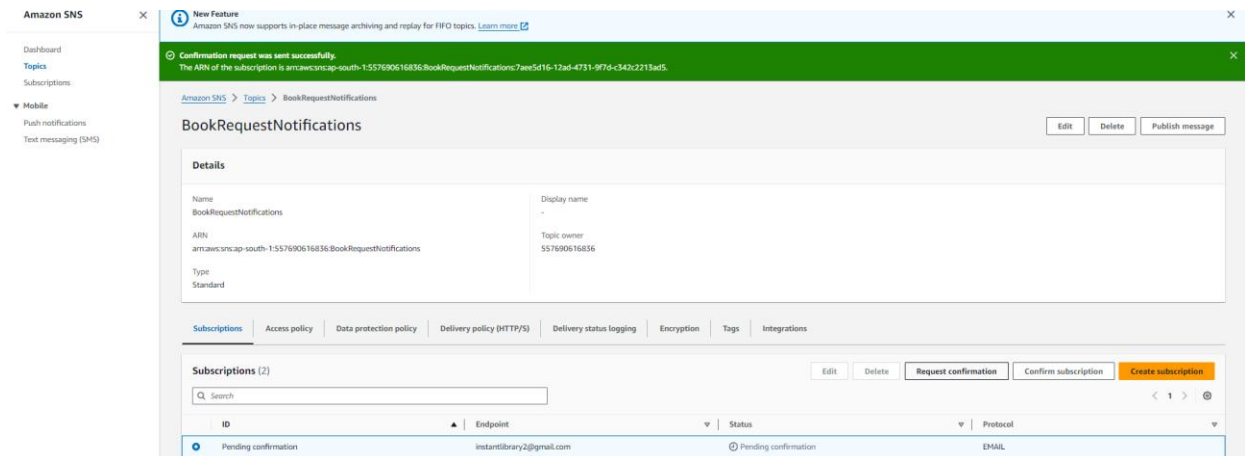 Amazon SNS
New Feature
Amazon SNS now supports in-place message archiving and replay for FIFO topics. Learn more
Dashboard
Topics
Subscriptions
Mobile
Push notifications
Text messaging (SMS)
Confirmation request was sent successfully.
The ARN of the subscription is arn:aws:sns:ap-south-1:557690616836:BookRequestNotifications:7aee5d16-12ad-4731-9f7d-c342c2213ad5.
Amazon SNS > Topics > BookRequestNotifications
BookRequestNotifications
Edit Delete Publish message
Details
Name
BookRequestNotifications
Display name
-
ARN
arn:aws:sns:ap-south-1:557690616836:BookRequestNotifications
Topic owner
557690616836
Type
Standard
Subscriptions Access policy Data protection policy Delivery policy (HTTP/S) Delivery status logging Encryption Tags Integrations
Subscriptions (2)
Edit Delete Request confirmation Confirm subscription Create subscription
Search
< 1 >
ID Endpoint Status Protocol
Pending confirmation instantlibrary2@gmail.com Pending confirmation EMAIL